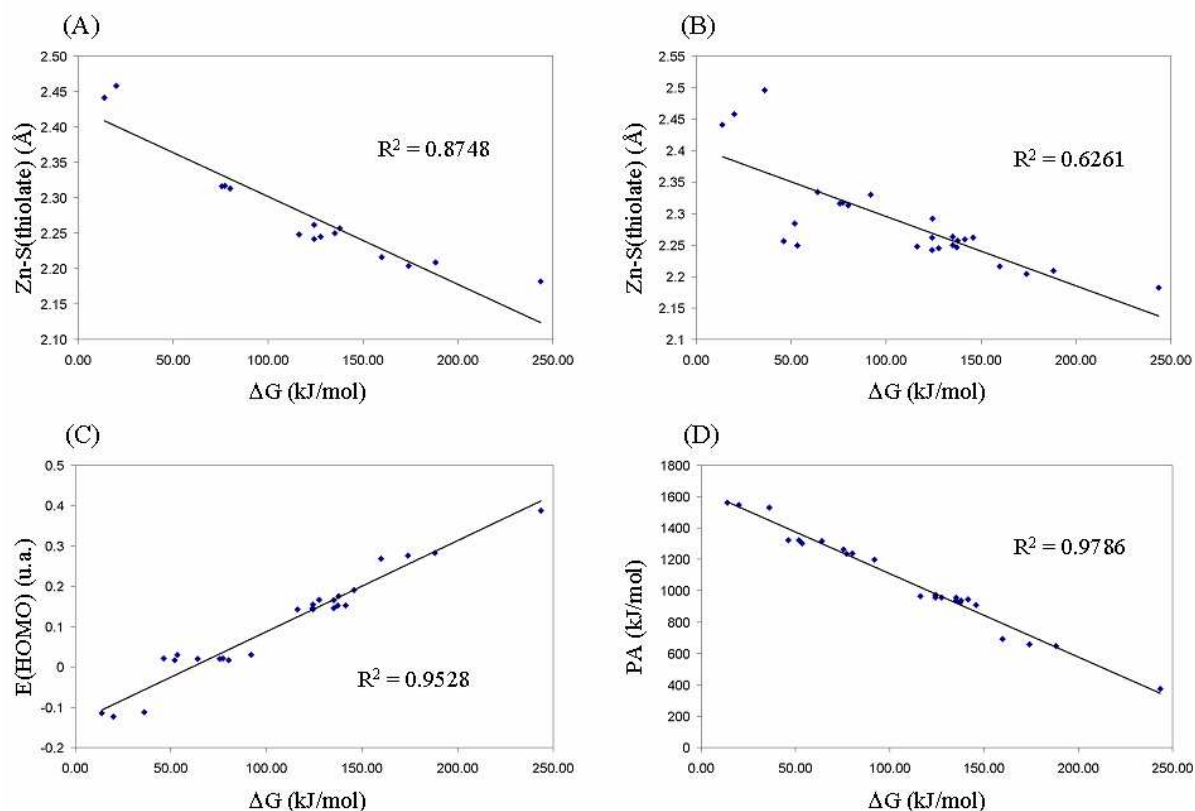 (A)
2.50
2.45
2.40
2.35
2.30
2.25
2.20
2.15
2.10
Zn-S(thiolate) (Å)
R² = 0.8748
0.00 50.00 100.00 150.00 200.00 250.00
ΔG (kJ/mol)
(B)
2.55
2.5
2.45
2.4
2.35
2.3
2.25
2.2
2.15
2.1
Zn-S(thiolate) (Å)
R² = 0.6261
0.00 50.00 100.00 150.00 200.00 250.00
ΔG (kJ/mol)
(C)
0.5
0.4
0.3
0.2
0.1
0
-0.1
-0.2
E(HOMO) (u.a.)
R² = 0.9528
0.00 50.00 100.00 150.00 200.00 250.00
ΔG (kJ/mol)
(D)
1800
1600
1400
1200
1000
800
600
400
200
0
PA (kJ/mol)
R² = 0.9786
0.00 50.00 100.00 150.00 200.00 250.00
ΔG (kJ/mol)